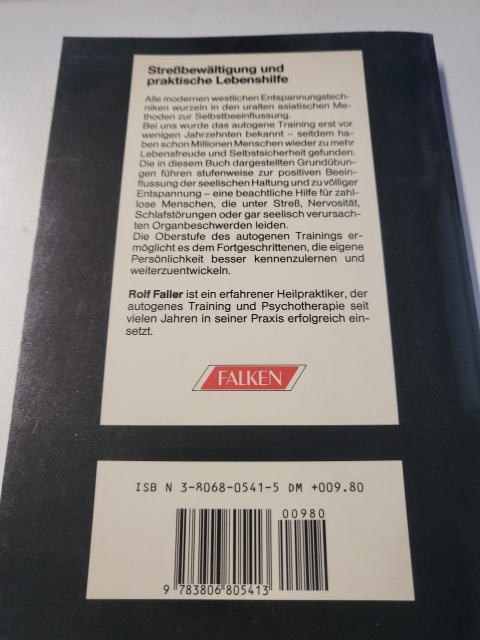 Streßbewältigung und
praktische Lebenshilfe
Alle modernen westlichen Entspannungstech-
niken wurzeln in den uralten asiatischen Me-
thoden zur Selbstbeeinflussung.
Bei uns wurde das autogene Training erst vor
wenigen Jahrzehnten bekannt – seitdem ha-
ben schon Millionen Menschen wieder zu mehr
Lebensfreude und Selbstsicherheit gefunden.
Die in diesem Buch dargestellten Grundübun-
gen führen stufenweise zur positiven Beein-
flussung der seelischen Haltung und zu völliger
Entspannung – eine beachtliche Hilfe für zahl-
lose Menschen, die unter Streß, Nervosität,
Schlafstörungen oder gar seelisch verursach-
ten Organbeschwerden leiden.
Die Oberstufe des autogenen Trainings er-
möglicht es dem Fortgeschrittenen, die eigene
Persönlichkeit besser kennenzulernen und
weiterzuentwickeln.
Rolf Faller ist ein erfahrener Heilpraktiker, der
autogenes Training und Psychotherapie seit
vielen Jahren in seiner Praxis erfolgreich ein-
setzt.
FALKEN
ISB N 3-8068-0541-5 DM +009.80
00980
9 783806 805413